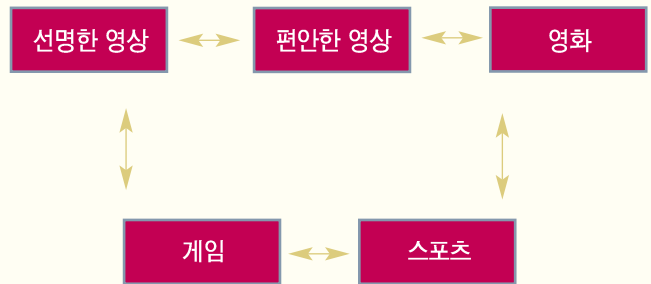 선명한 영상
편안한 영상
영화
게임
스포츠